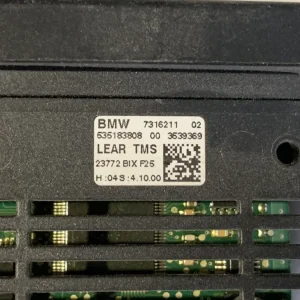 BMW 7316211 02
535183808 00 3539369
LEAR TMS
23772 BIX F25
H:04 S:4.10.00